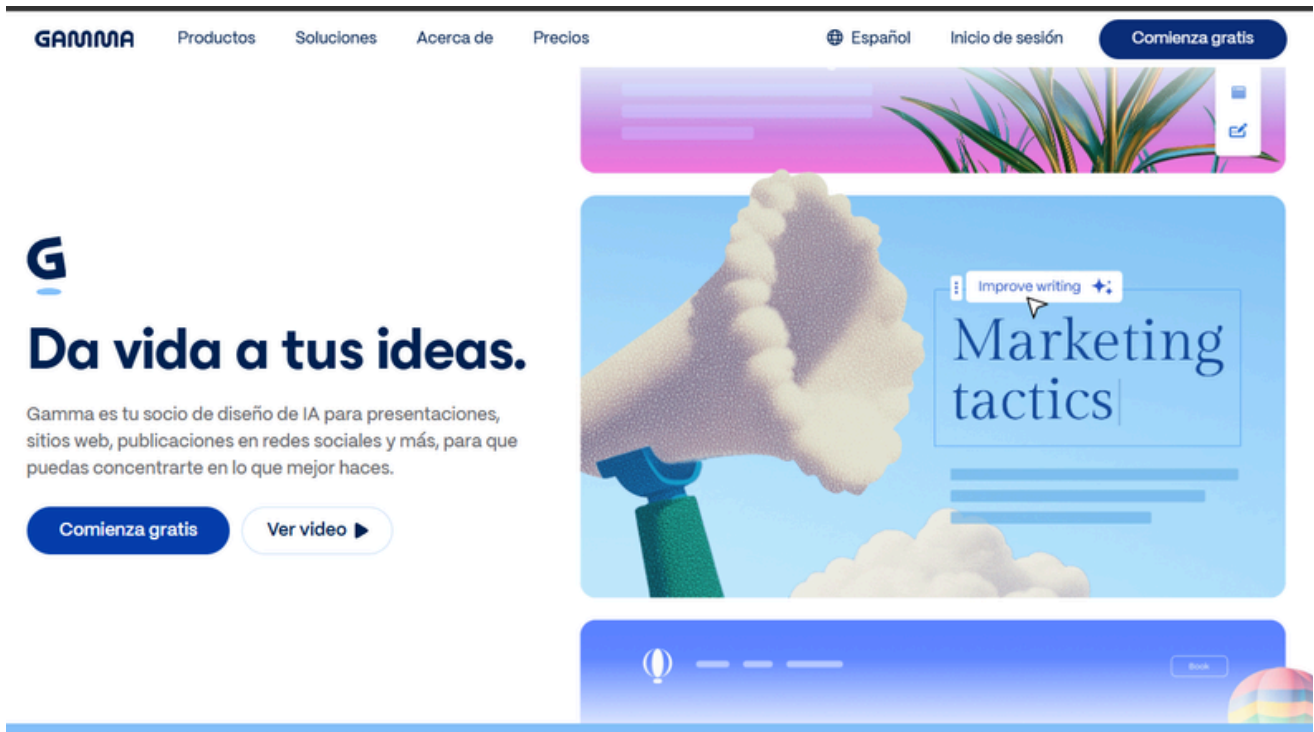 GAMMA Productos Soluciones Acerca de Precios Español Inicio de sesión Comienza gratis
G
Da vida a tus ideas.
Gamma es tu socio de diseño de IA para presentaciones,
sitios web, publicaciones en redes sociales y más, para que
puedas concentrarte en lo que mejor haces.
Comienza gratis Ver video
Improve writing
Marketing
tactics
Book